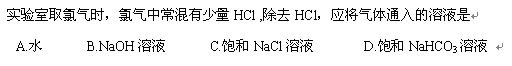 实验室取氯气时，氯气中常混有少量 HCl ,除去 HCl，应将气体通入的溶液是↵
A.水 B.NaOH 溶液 C.饱和 NaCl 溶液 D.饱和 NaHCO₃ 溶液 ↵